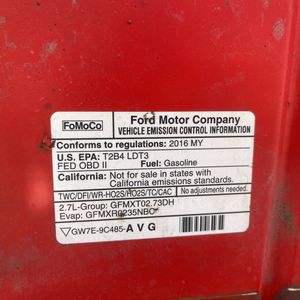 FoMoCo
Ford Motor Company
VEHICLE EMISSION CONTROL INFORMATION
Conforms to regulations: 2016 MY
U.S. EPA: T2B4 LDT3
FED OBD II Fuel: Gasoline
California: Not for sale in states with
California emissions standards.
TWC/DFI/WR-HO2S/HO2S/TC/CAC No adjustments needed.
2.7L-Group: GFMXT02.73DH
Evap: GFMXR0235NBC
GW7E-9C485-A V G